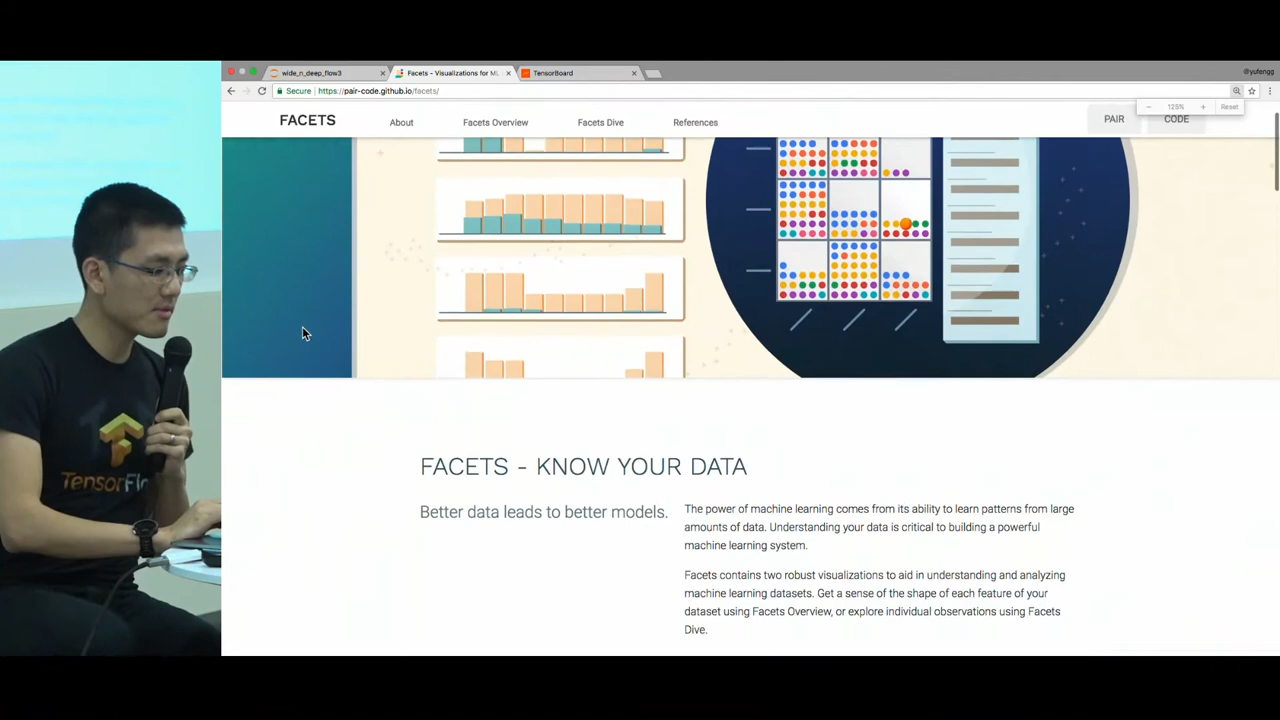 wide_n_deep_flow3
Facets - Visualizations for ML
TensorBoard
@yufengg
Secure
https://pair-code.github.io/facets/
125%
Reset
FACETS
About
Facets Overview
Facets Dive
References
PAIR
CODE
FACETS - KNOW YOUR DATA
Better data leads to better models.
The power of machine learning comes from its ability to learn patterns from large
amounts of data. Understanding your data is critical to building a powerful
machine learning system.
Facets contains two robust visualizations to aid in understanding and analyzing
machine learning datasets. Get a sense of the shape of each feature of your
dataset using Facets Overview, or explore individual observations using Facets
Dive.
TensorFlo